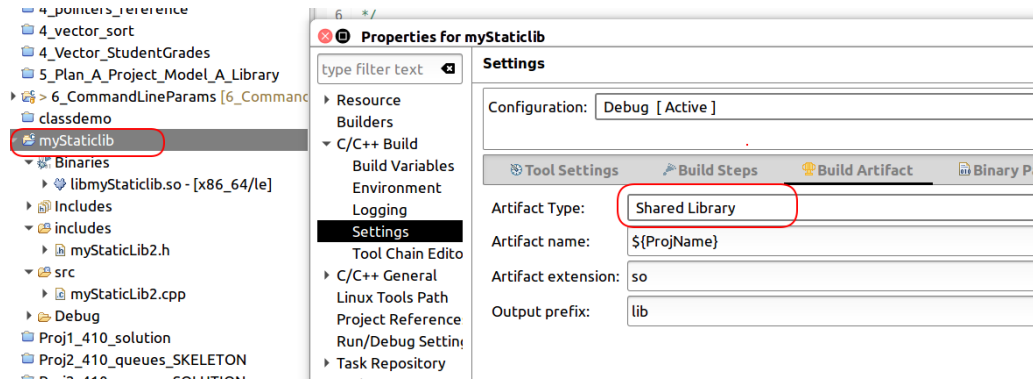 4_pointers_reference
4_vector_sort
4_Vector_StudentGrades
5_Plan_A_Project_Model_A_Library
> 6_CommandLineParams [6_Command
classdemo
myStaticlib
Binaries
libmyStaticlib.so - [x86_64/le]
Includes
includes
myStaticLib2.h
src
myStaticLib2.cpp
Debug
Proj1_410_solution
Proj2_410_queues_SKELETON
6 */
Properties for myStaticlib
type filter text
Resource
Builders
C/C++ Build
Build Variables
Environment
Logging
Settings
Tool Chain Edito
C/C++ General
Linux Tools Path
Project Reference
Run/Debug Setting
Task Repository
Settings
Configuration: Debug [ Active ]
Tool Settings Build Steps Build Artifact Binary P
Artifact Type: Shared Library
Artifact name: ${ProjName}
Artifact extension: so
Output prefix: lib